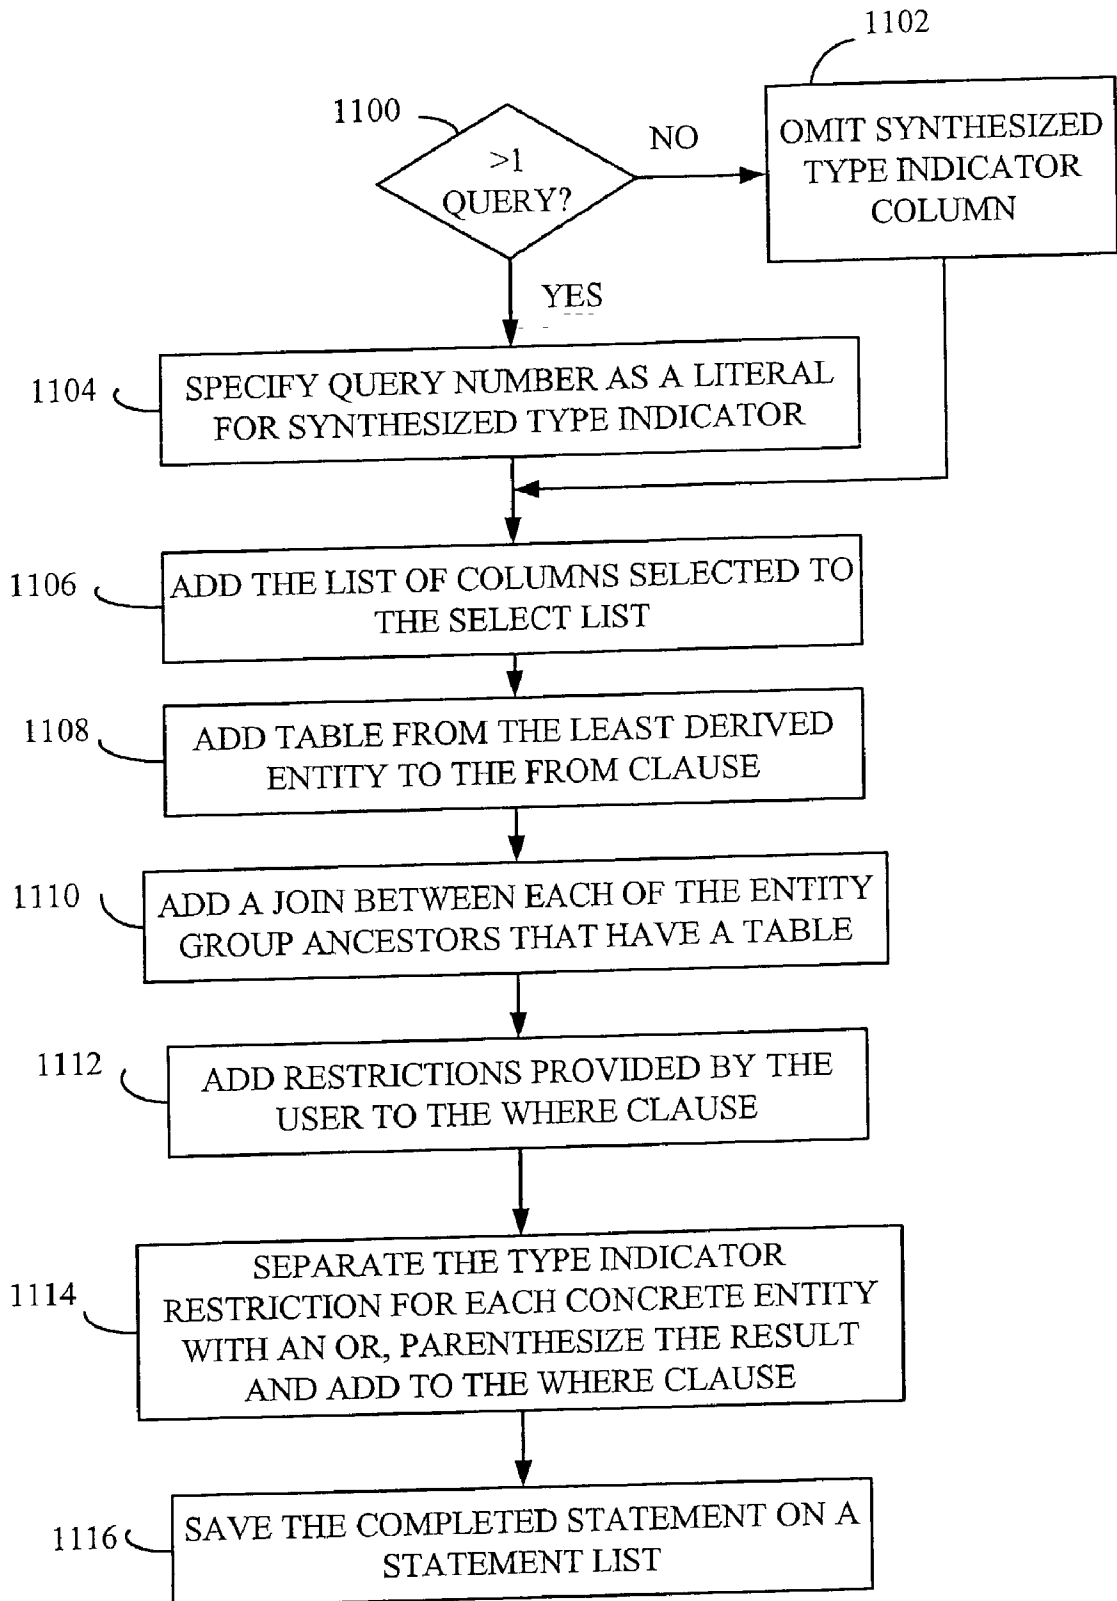 1102
1100
>1
QUERY?
NO
OMIT SYNTHESIZED
TYPE INDICATOR
COLUMN
YES
1104
SPECIFY QUERY NUMBER AS A LITERAL
FOR SYNTHESIZED TYPE INDICATOR
1106
ADD THE LIST OF COLUMNS SELECTED TO
THE SELECT LIST
1108
ADD TABLE FROM THE LEAST DERIVED
ENTITY TO THE FROM CLAUSE
1110
ADD A JOIN BETWEEN EACH OF THE ENTITY
GROUP ANCESTORS THAT HAVE A TABLE
1112
ADD RESTRICTIONS PROVIDED BY THE
USER TO THE WHERE CLAUSE
1114
SEPARATE THE TYPE INDICATOR
RESTRICTION FOR EACH CONCRETE ENTITY
WITH AN OR, PARENTHESIZE THE RESULT
AND ADD TO THE WHERE CLAUSE
1116
SAVE THE COMPLETED STATEMENT ON A
STATEMENT LIST